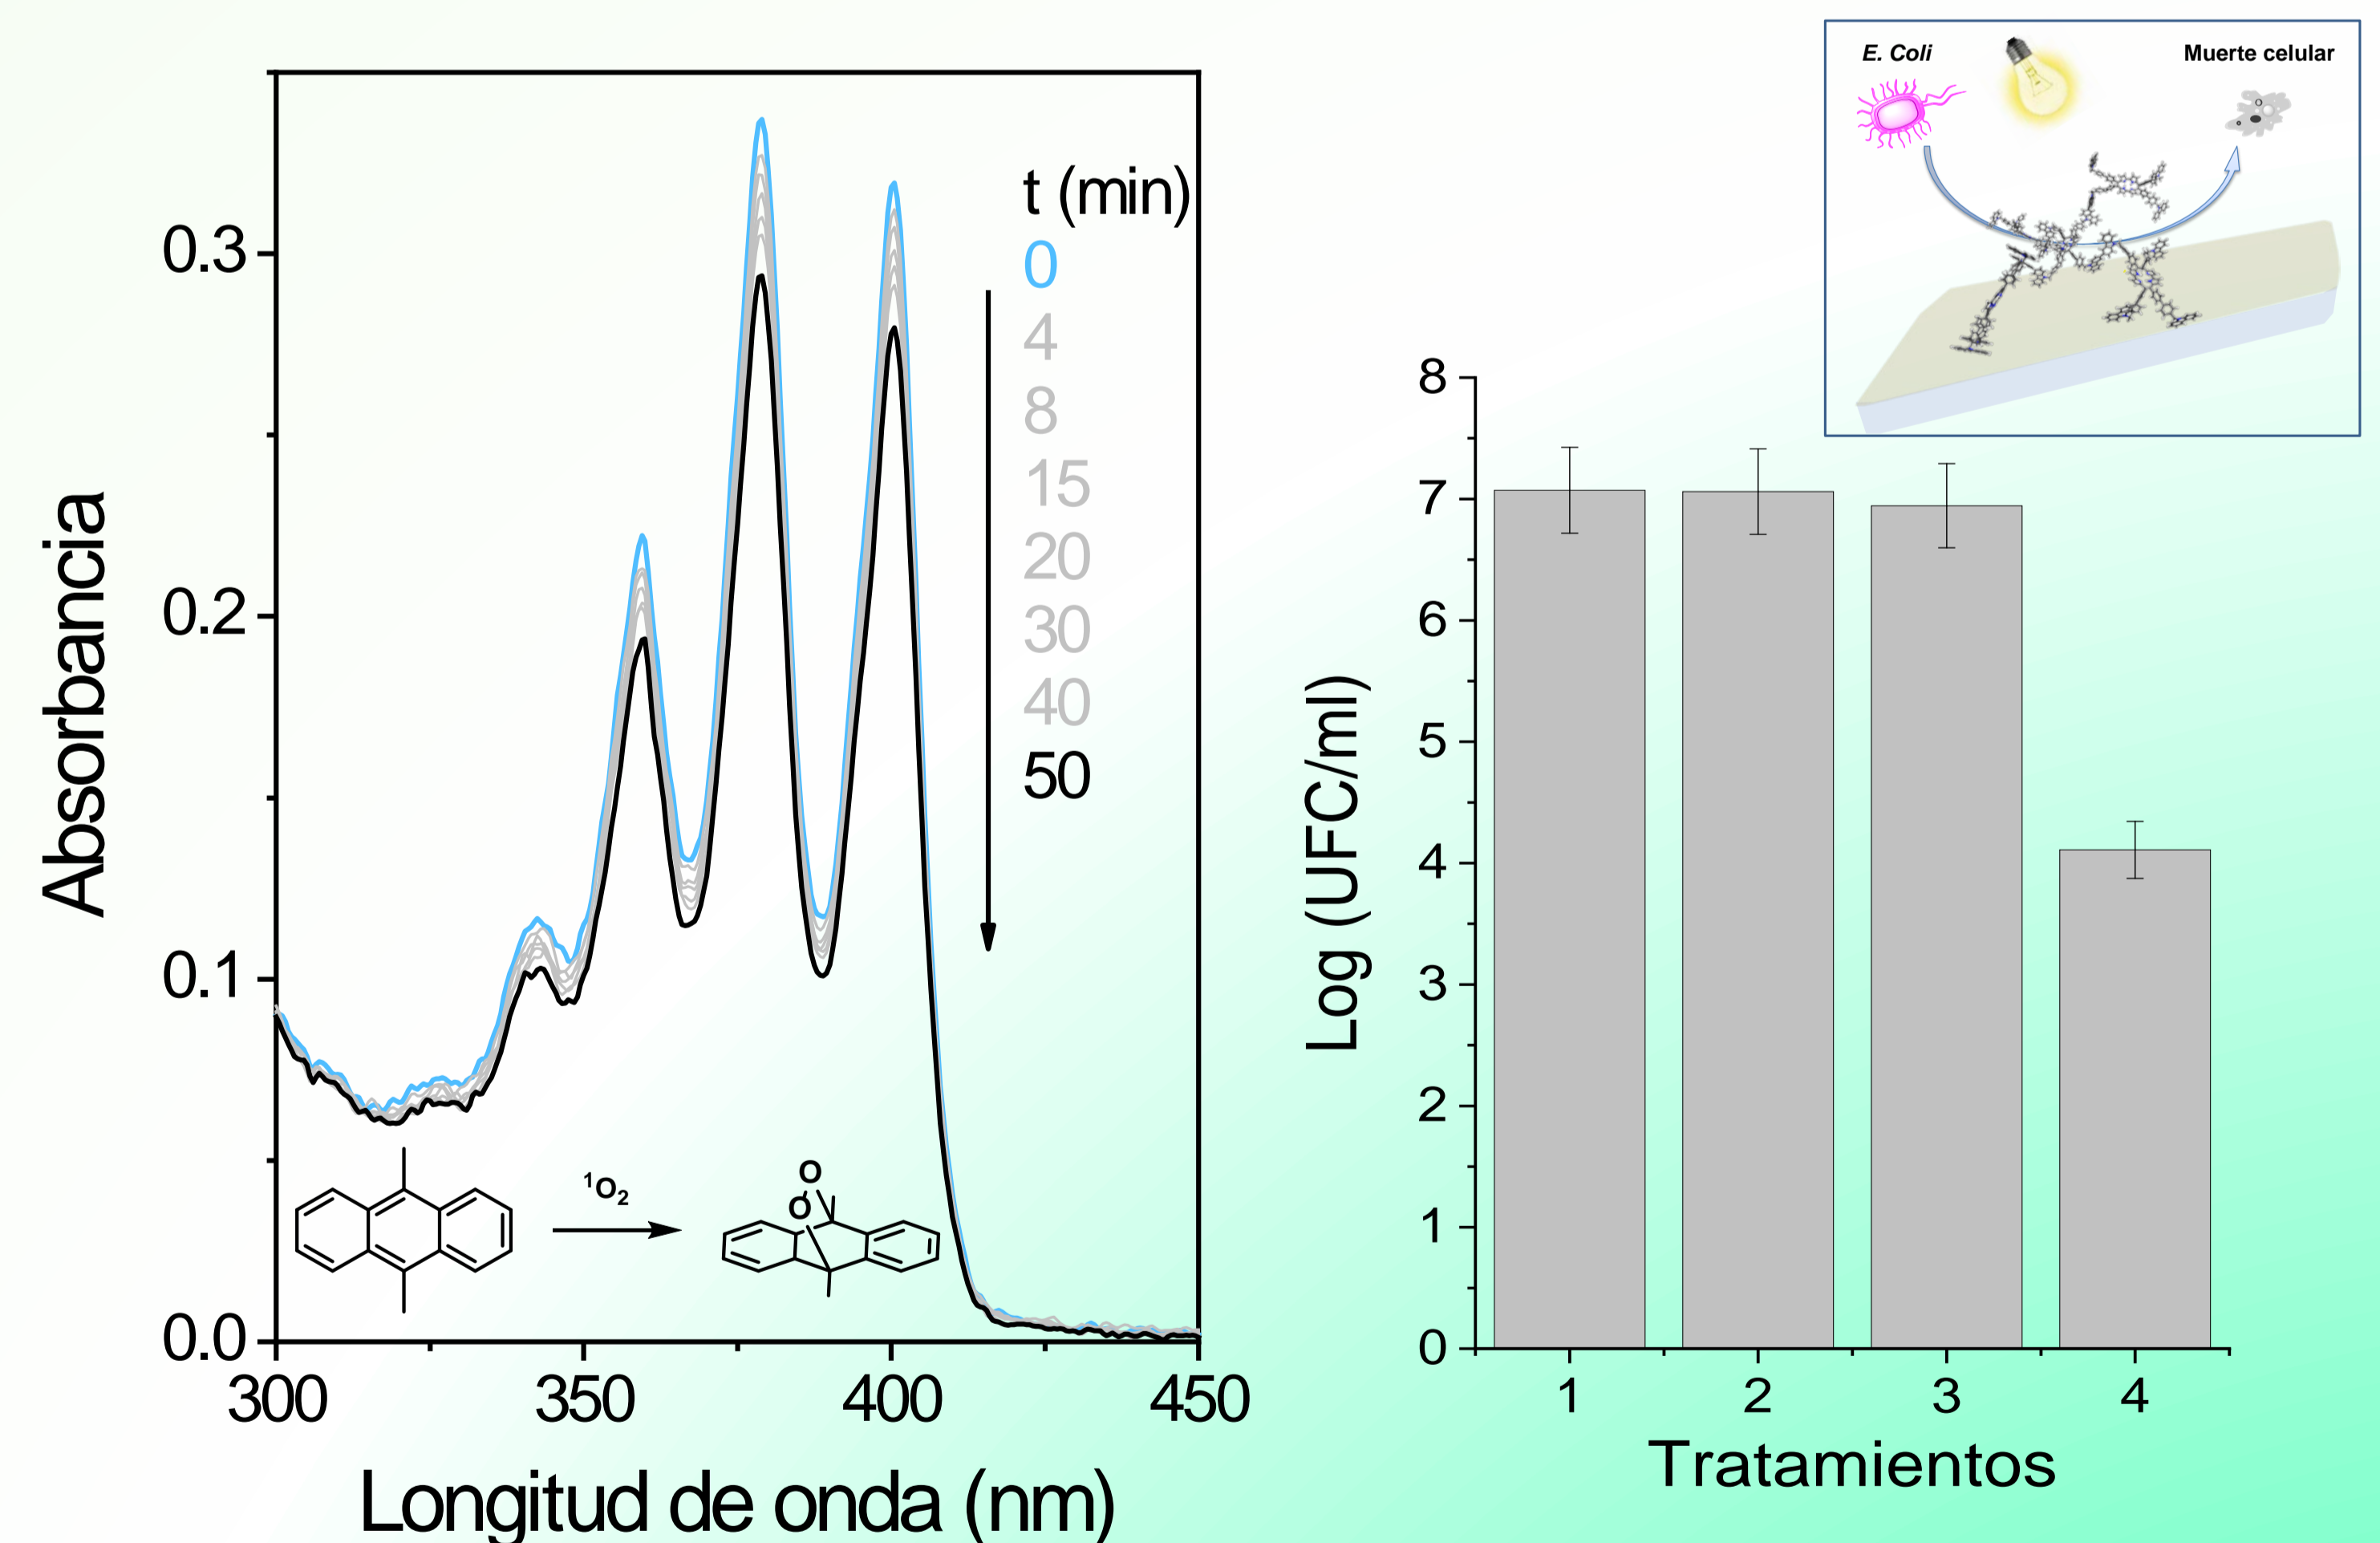 Absorbancia
0.3
0.2
0.1
0.0
300 350 400 450
Longitud de onda (nm)
t (min)
0
4
8
15
20
30
40
50
¹O₂
O
O
E. Coli
Muerte celular
Log (UFC/ml)
8
7
6
5
4
3
2
1
0
1 2 3 4
Tratamientos